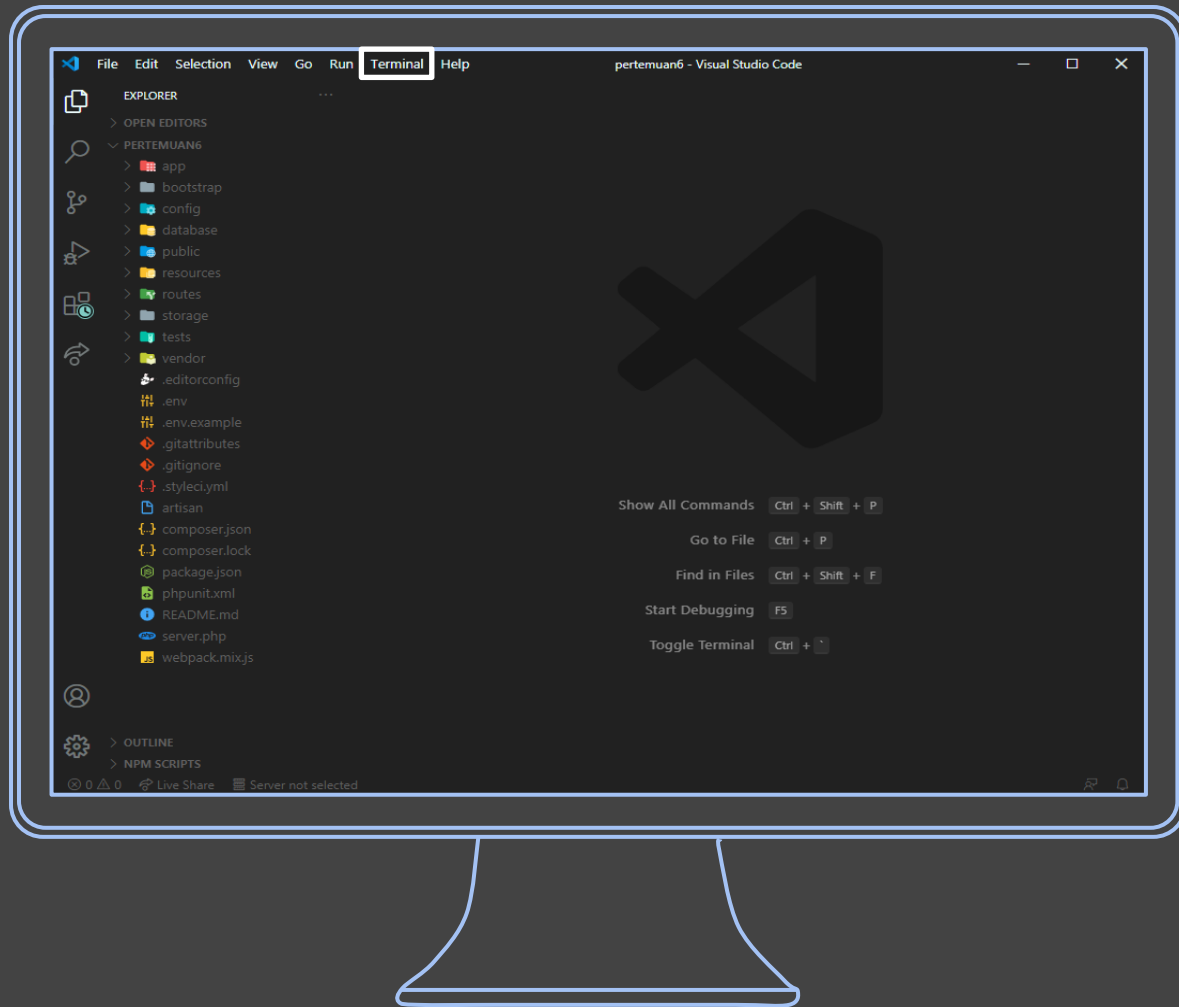 File Edit Selection View Go Run Terminal Help pertemuan6 - Visual Studio Code
EXPLORER ...
OPEN EDITORS
PERTEMUAN6
app
bootstrap
config
database
public
resources
routes
storage
tests
vendor
.editorconfig
.env
.env.example
.gitattributes
.gitignore
.styleci.yml
artisan
composer.json
composer.lock
package.json
phpunit.xml
README.md
server.php
webpack.mix.js
Show All Commands Ctrl + Shift + P
Go to File Ctrl + P
Find in Files Ctrl + Shift + F
Start Debugging F5
Toggle Terminal Ctrl + `
OUTLINE
NPM SCRIPTS
0 0 Live Share Server not selected